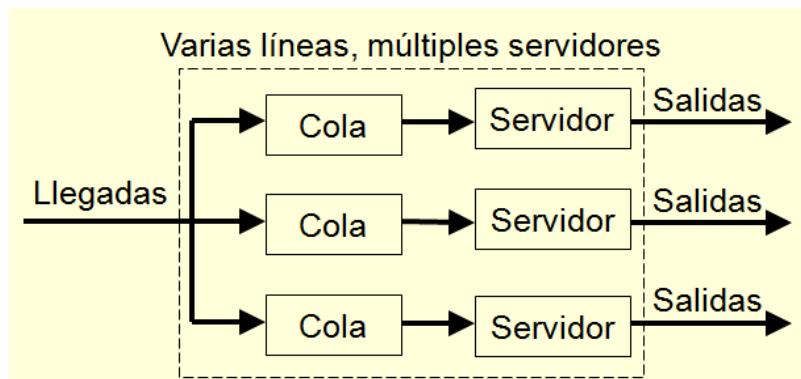 Varias líneas, múltiples servidores
Cola
Servidor
Salidas
Llegadas
Cola
Servidor
Salidas
Cola
Servidor
Salidas